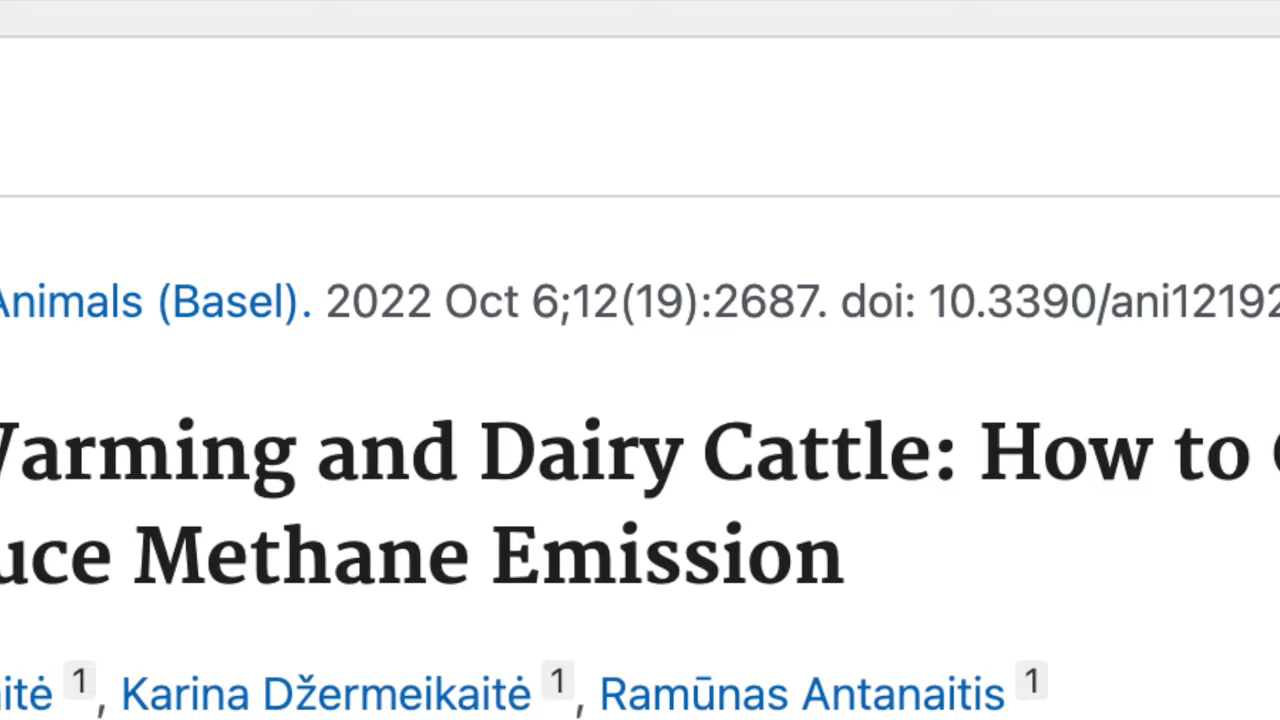 Animals (Basel). 2022 Oct 6;12(19):2687. doi: 10.3390/ani12192
Warming and Dairy Cattle: How to
uce Methane Emission
aitė 1, Karina Džermeikaitė 1, Ramūnas Antanaitis 1